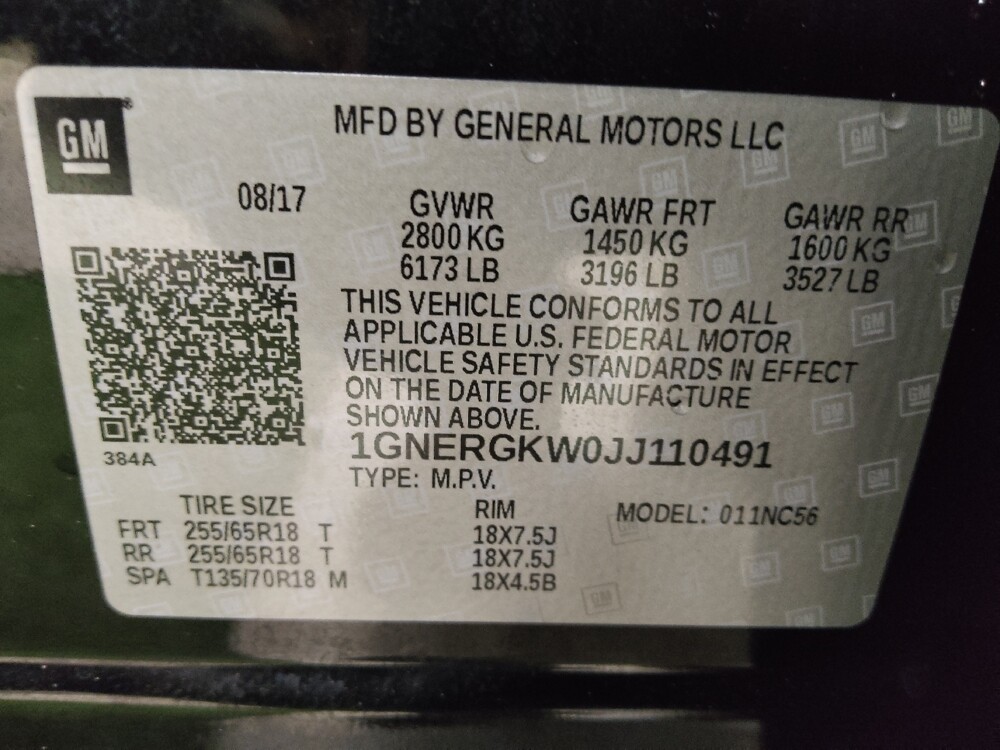 GM
MFD BY GENERAL MOTORS LLC
08/17
GVWR GAWR FRT GAWR RR
2800 KG 1450 KG 1600 KG
6173 LB 3196 LB 3527 LB
THIS VEHICLE CONFORMS TO ALL
APPLICABLE U.S. FEDERAL MOTOR
VEHICLE SAFETY STANDARDS IN EFFECT
ON THE DATE OF MANUFACTURE
SHOWN ABOVE.
384A
1GNERGKW0JJ110491
TYPE: M.P.V.
TIRE SIZE RIM MODEL: 011NC56
FRT 255/65R18 T 18X7.5J
RR 255/65R18 T 18X7.5J
SPA T135/70R18 M 18X4.5B